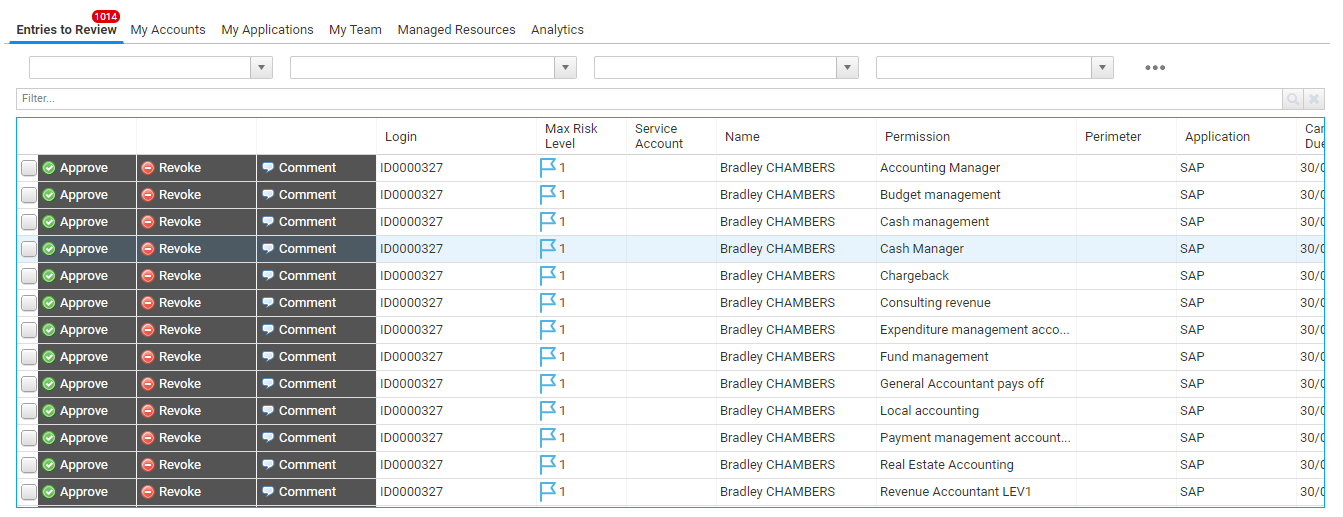 1014
Entries to Review My Accounts My Applications My Team Managed Resources Analytics
Filter...
Login Max Risk Level Service Account Name Permission Perimeter Application
Approve Revoke Comment ID0000327 1 Bradley CHAMBERS Accounting Manager SAP 30/0
Approve Revoke Comment ID0000327 1 Bradley CHAMBERS Budget management SAP 30/0
Approve Revoke Comment ID0000327 1 Bradley CHAMBERS Cash management SAP 30/0
Approve Revoke Comment ID0000327 1 Bradley CHAMBERS Cash Manager SAP 30/0
Approve Revoke Comment ID0000327 1 Bradley CHAMBERS Chargeback SAP 30/0
Approve Revoke Comment ID0000327 1 Bradley CHAMBERS Consulting revenue SAP 30/0
Approve Revoke Comment ID0000327 1 Bradley CHAMBERS Expenditure management acco... SAP 30/0
Approve Revoke Comment ID0000327 1 Bradley CHAMBERS Fund management SAP 30/0
Approve Revoke Comment ID0000327 1 Bradley CHAMBERS General Accountant pays off SAP 30/0
Approve Revoke Comment ID0000327 1 Bradley CHAMBERS Local accounting SAP 30/0
Approve Revoke Comment ID0000327 1 Bradley CHAMBERS Payment management account... SAP 30/0
Approve Revoke Comment ID0000327 1 Bradley CHAMBERS Real Estate Accounting SAP 30/0
Approve Revoke Comment ID0000327 1 Bradley CHAMBERS Revenue Accountant LEV1 SAP 30/0